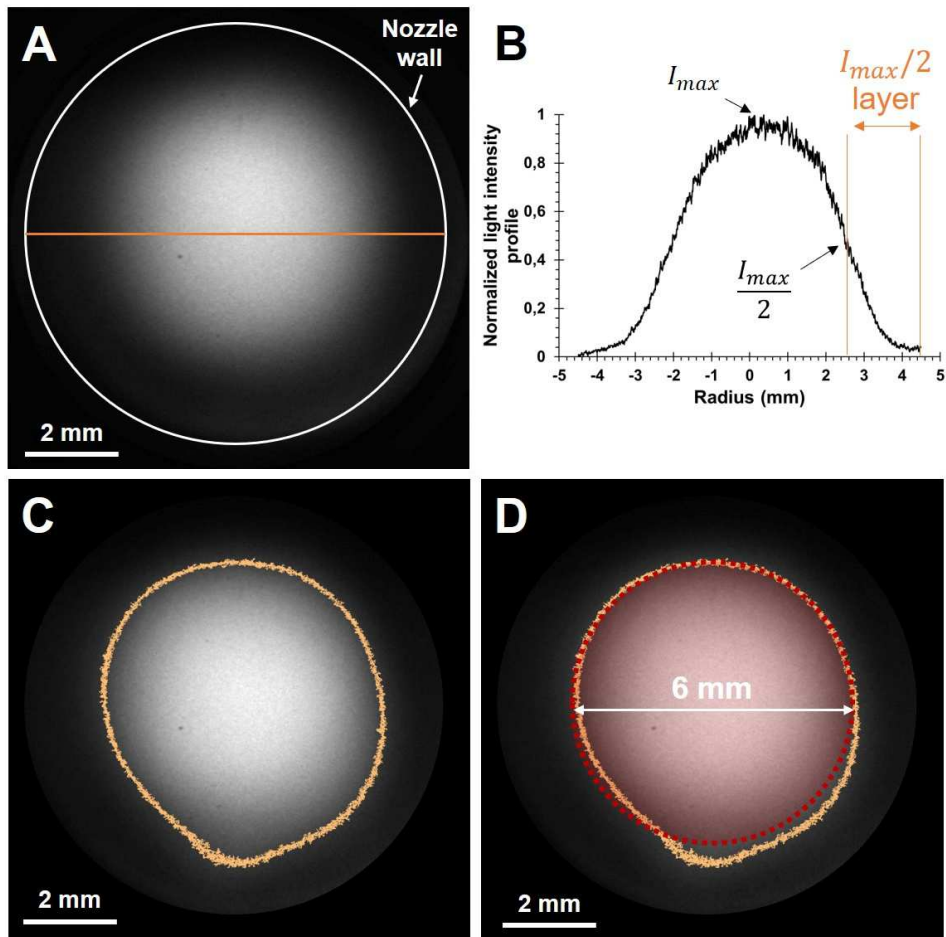 A
Nozzle
wall
2 mm
B
I_max
I_max/2
layer
I_max
2
Normalized light intensity
profile
1
0,8
0,6
0,4
0,2
0
-5 -4 -3 -2 -1 0 1 2 3 4 5
Radius (mm)
C
2 mm
D
6 mm
2 mm